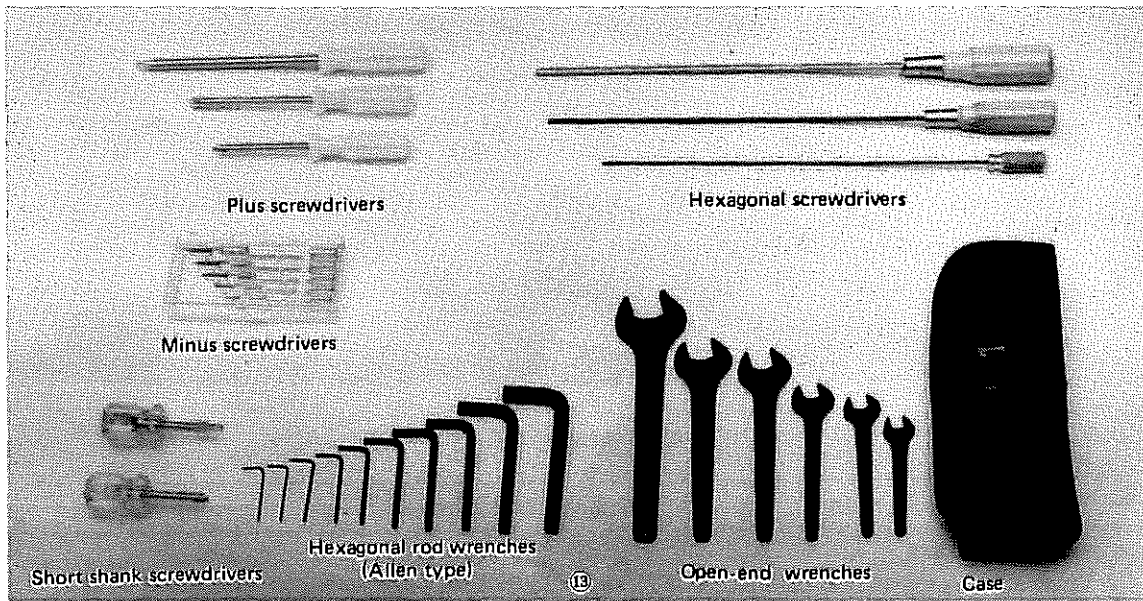 Plus screwdrivers
Hexagonal screwdrivers
Minus screwdrivers
Short shank screwdrivers
Hexagonal rod wrenches
(Allen type)
⑬
Open-end wrenches
Case